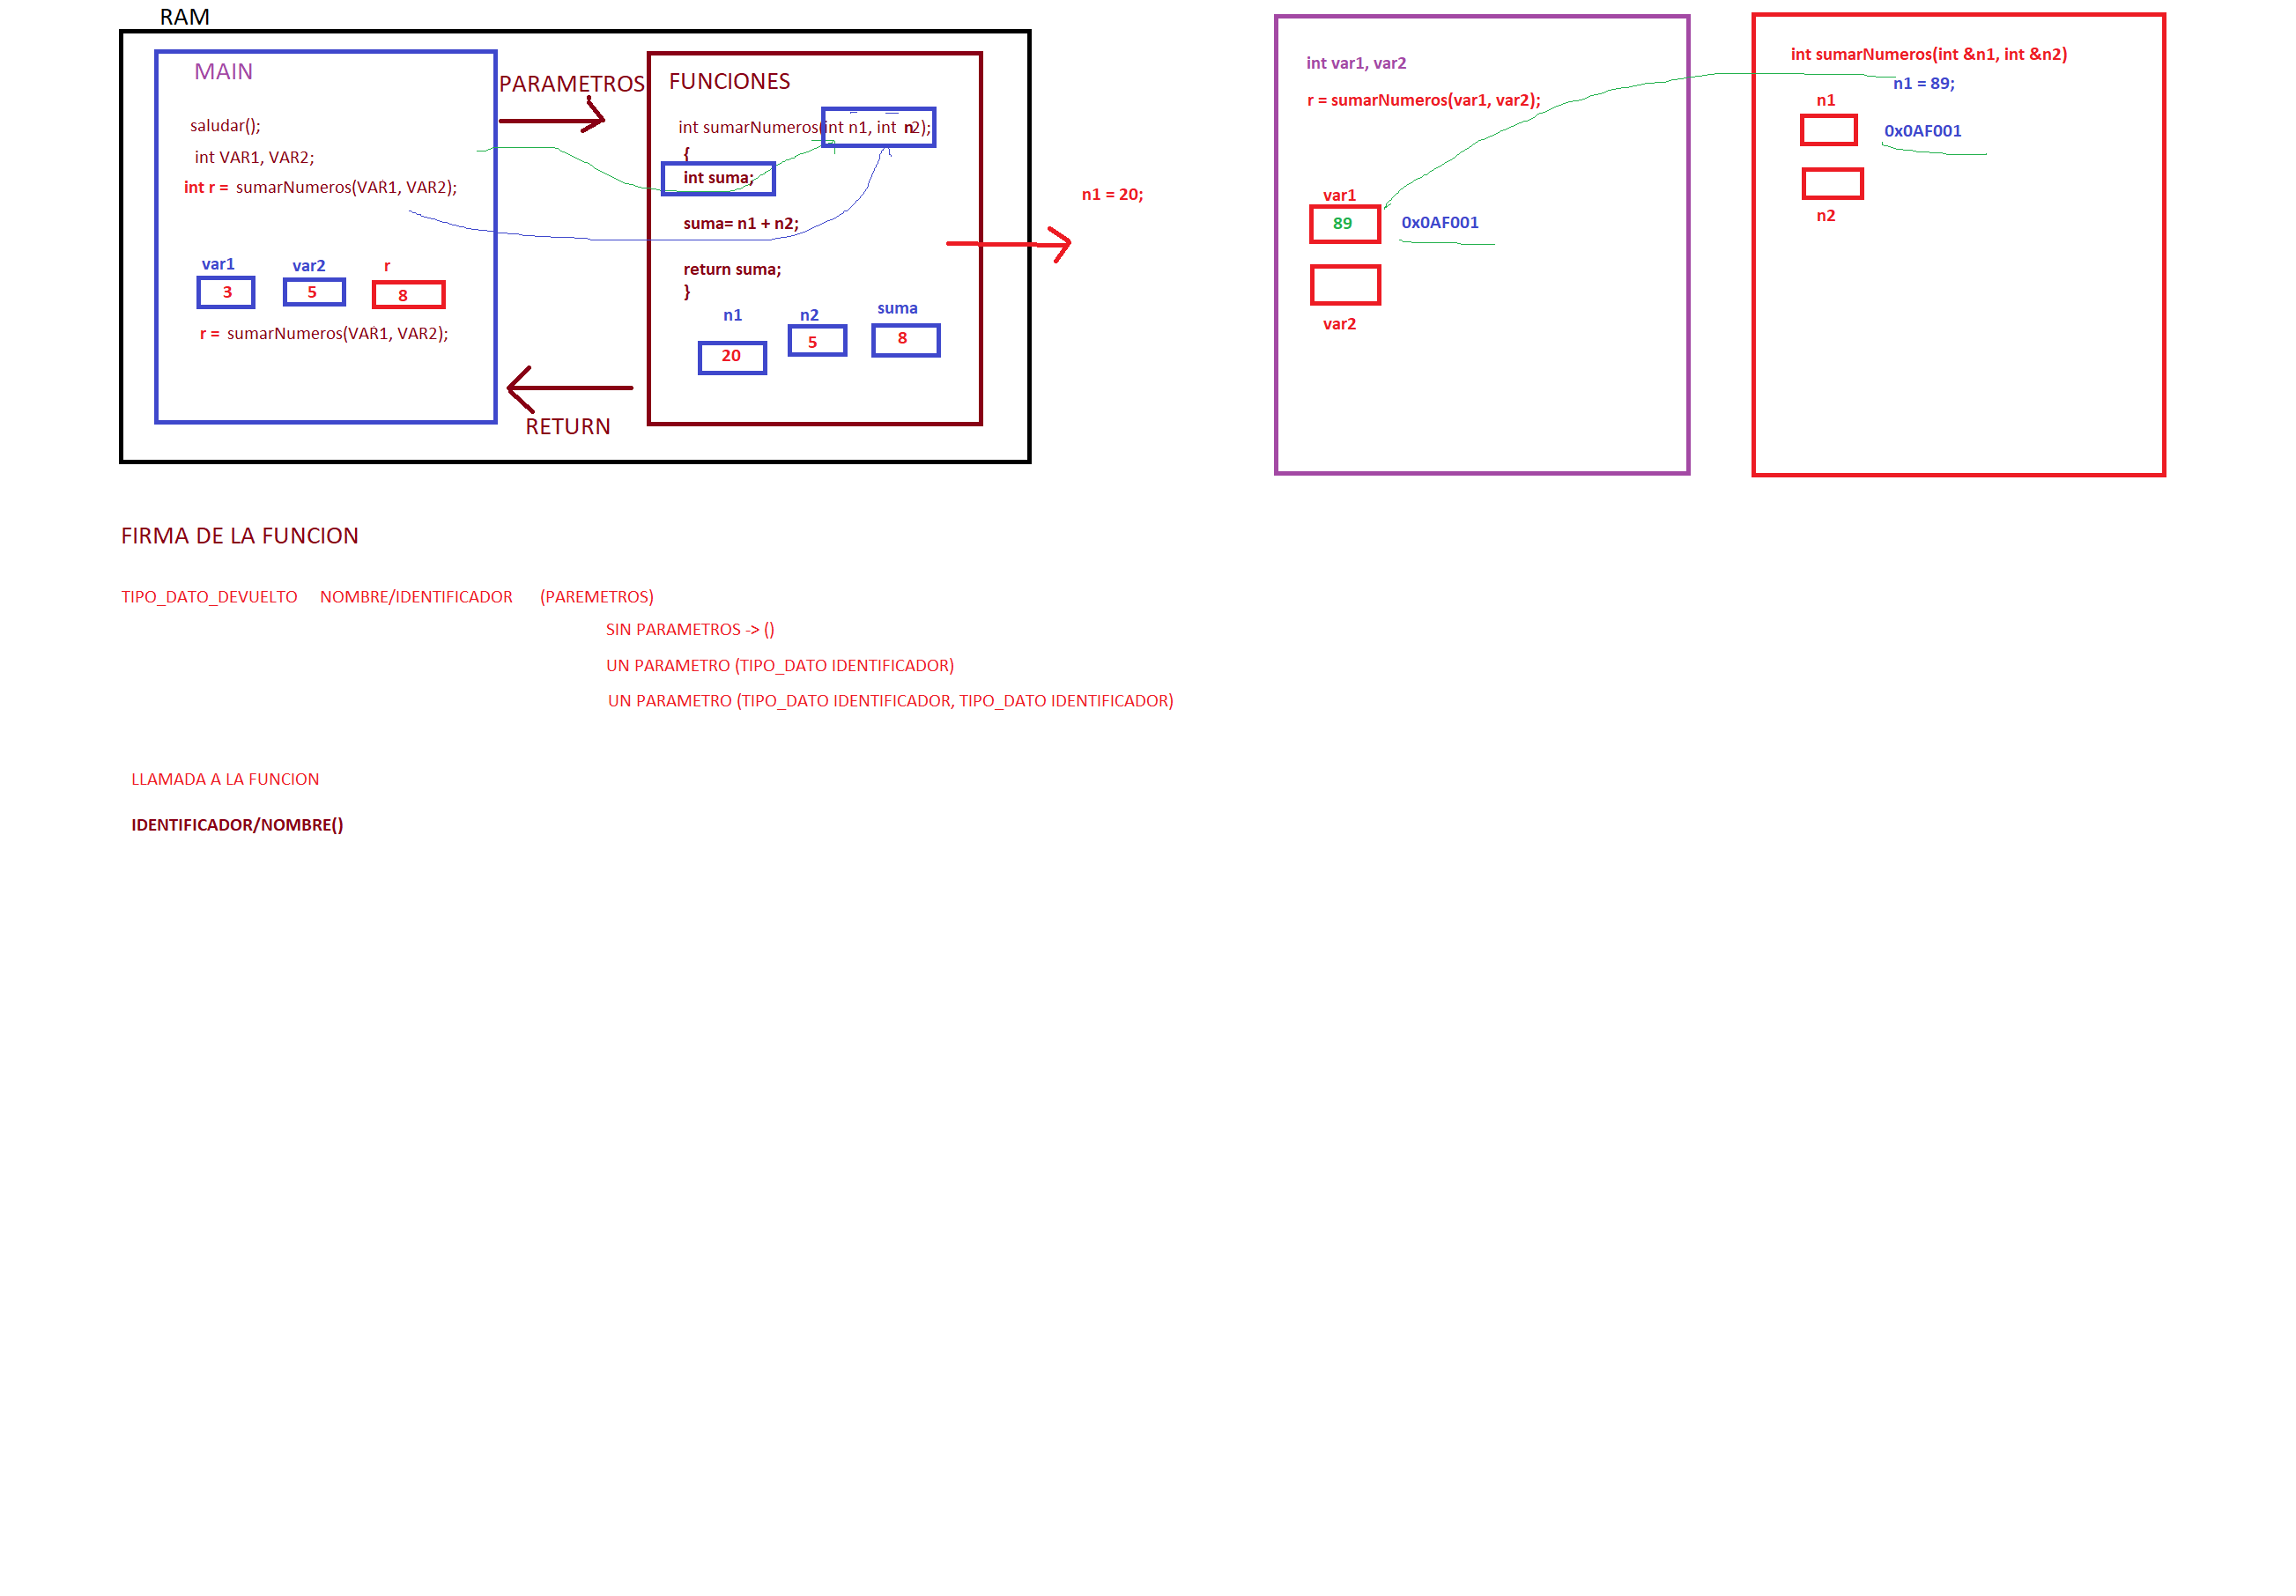 RAM
MAIN
saludar();
int VAR1, VAR2;
int r = sumarNumeros(VAR1, VAR2);
var1 var2 r
3 5 8
r = sumarNumeros(VAR1, VAR2);
PARAMETROS
RETURN
FUNCIONES
int sumarNumeros(int n1, int n2);
{
int suma;
suma= n1 + n2;
return suma;
}
n1 n2 suma
20 5 8
n1 = 20;
int var1, var2
r = sumarNumeros(var1, var2);
var1
89 0x0AF001
var2
int sumarNumeros(int &n1, int &n2)
n1 = 89;
n1
0x0AF001
n2
FIRMA DE LA FUNCION
TIPO_DATO_DEVUELTO NOMBRE/IDENTIFICADOR (PAREMETROS)
SIN PARAMETROS -> ()
UN PARAMETRO (TIPO_DATO IDENTIFICADOR)
UN PARAMETRO (TIPO_DATO IDENTIFICADOR, TIPO_DATO IDENTIFICADOR)
LLAMADA A LA FUNCION
IDENTIFICADOR/NOMBRE()